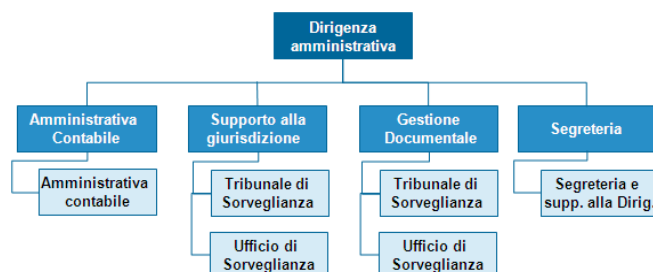 Dirigenza
amministrativa
Amministrativa
Contabile
Supporto alla
giurisdizione
Gestione
Documentale
Segreteria
Amministrativa
contabile
Tribunale di
Sorveglianza
Tribunale di
Sorveglianza
Segreteria e
supp. alla Dirig.
Ufficio di
Sorveglianza
Ufficio di
Sorveglianza